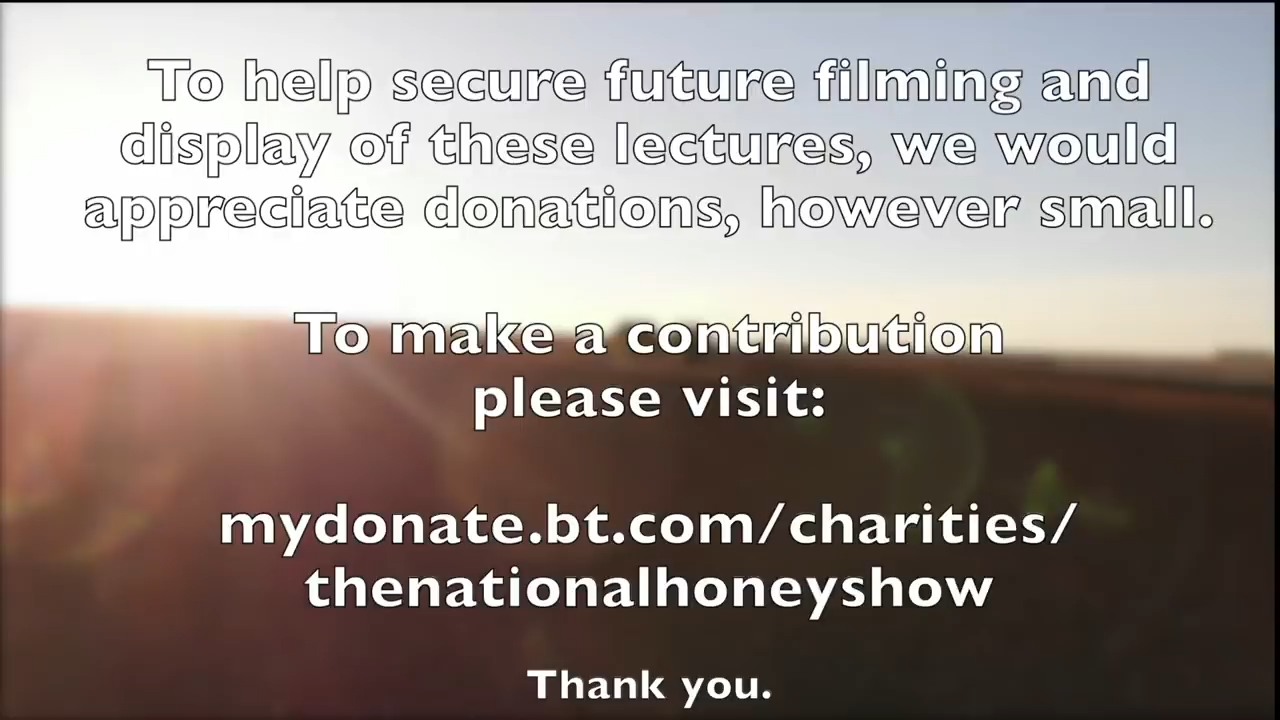 To help secure future filming and
display of these lectures, we would
appreciate donations, however small.
To make a contribution
please visit:
mydonate.bt.com/charities/
thenationalhoneyshow
Thank you.